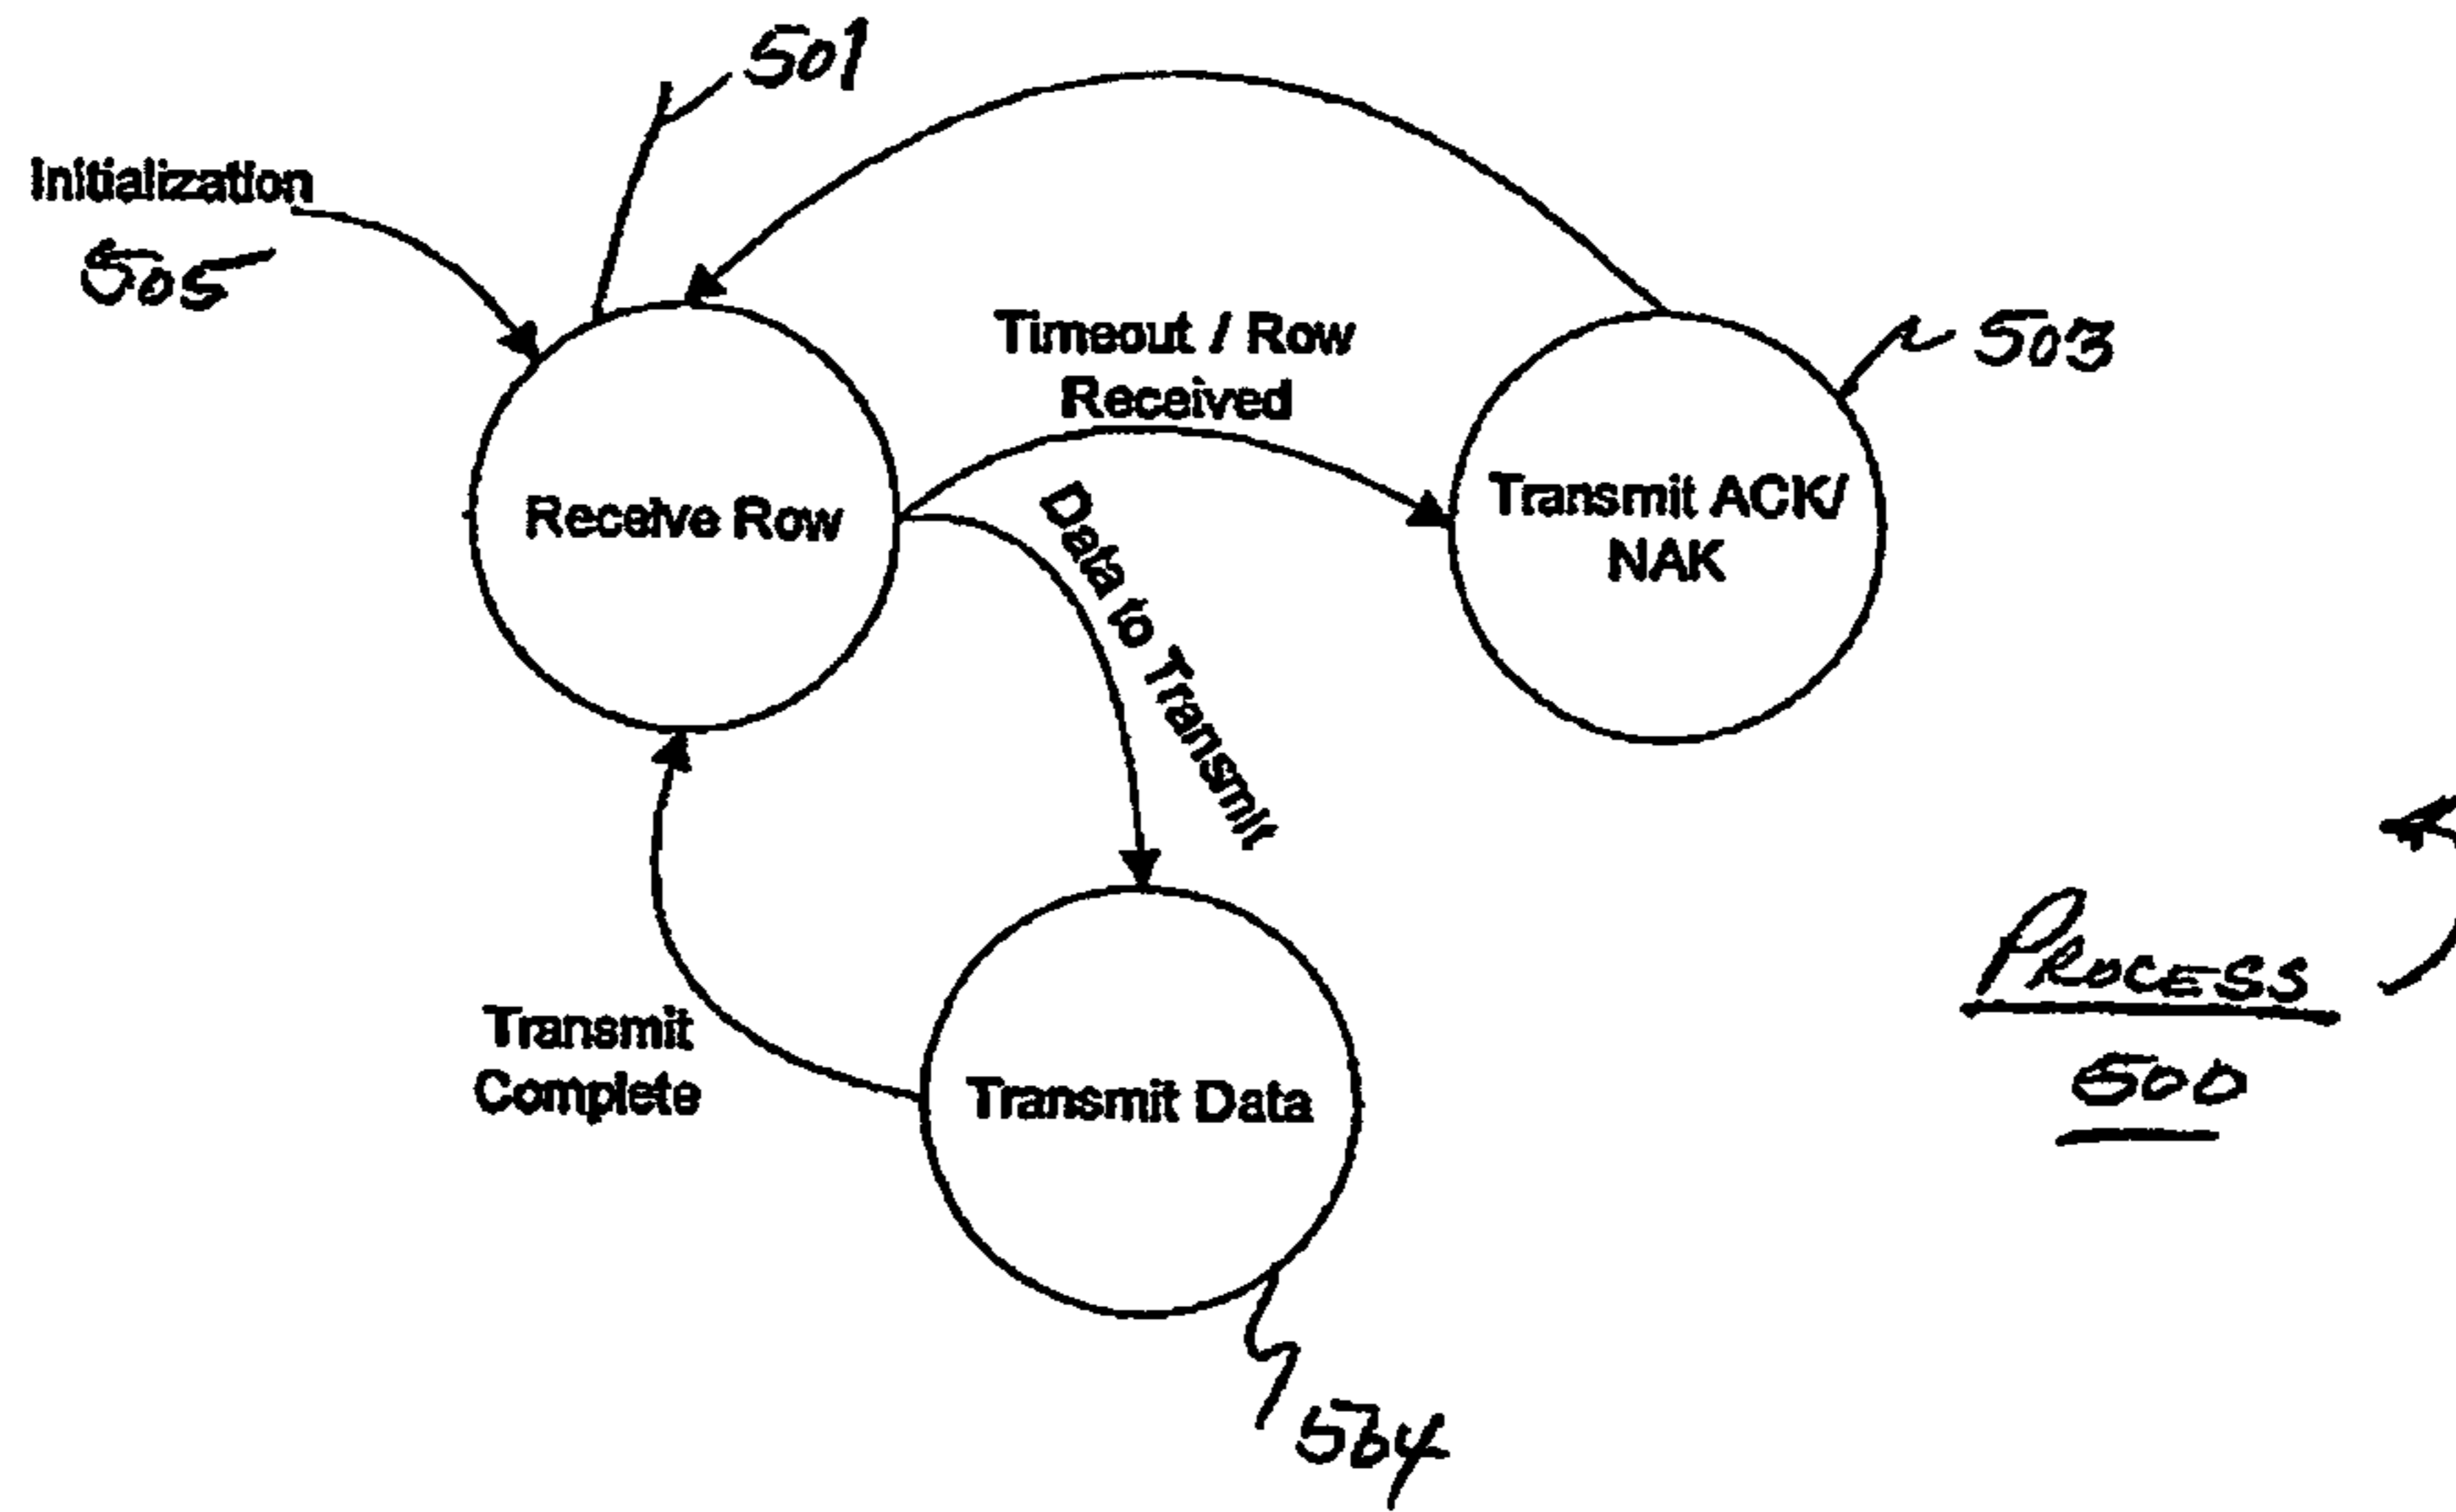 501
Initialization
505
Timeout / Row
Received
503
Receive Row
Transmit ACK/
NAK
Data to Transmit
Process
500
Transmit
Complete
Transmit Data
504